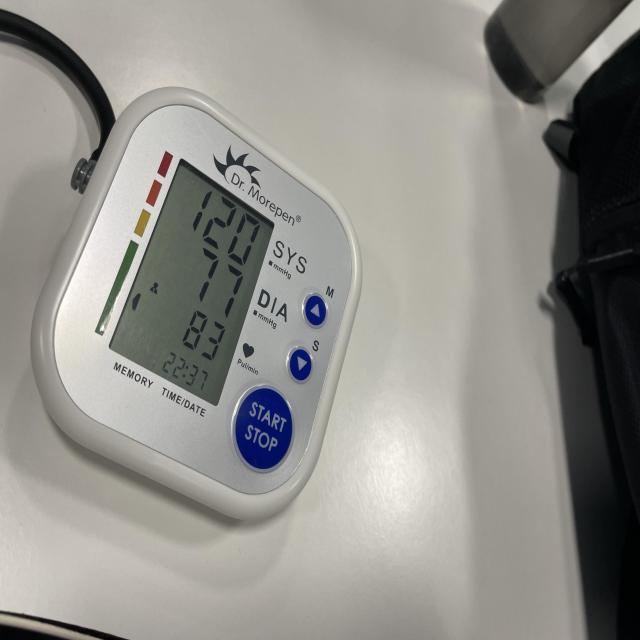 Dr. Morepen®
120
SYS
mmHg
77
DIA
mmHg
83
Pul/min
22:37
M
S
MEMORY TIME/DATE
START
STOP